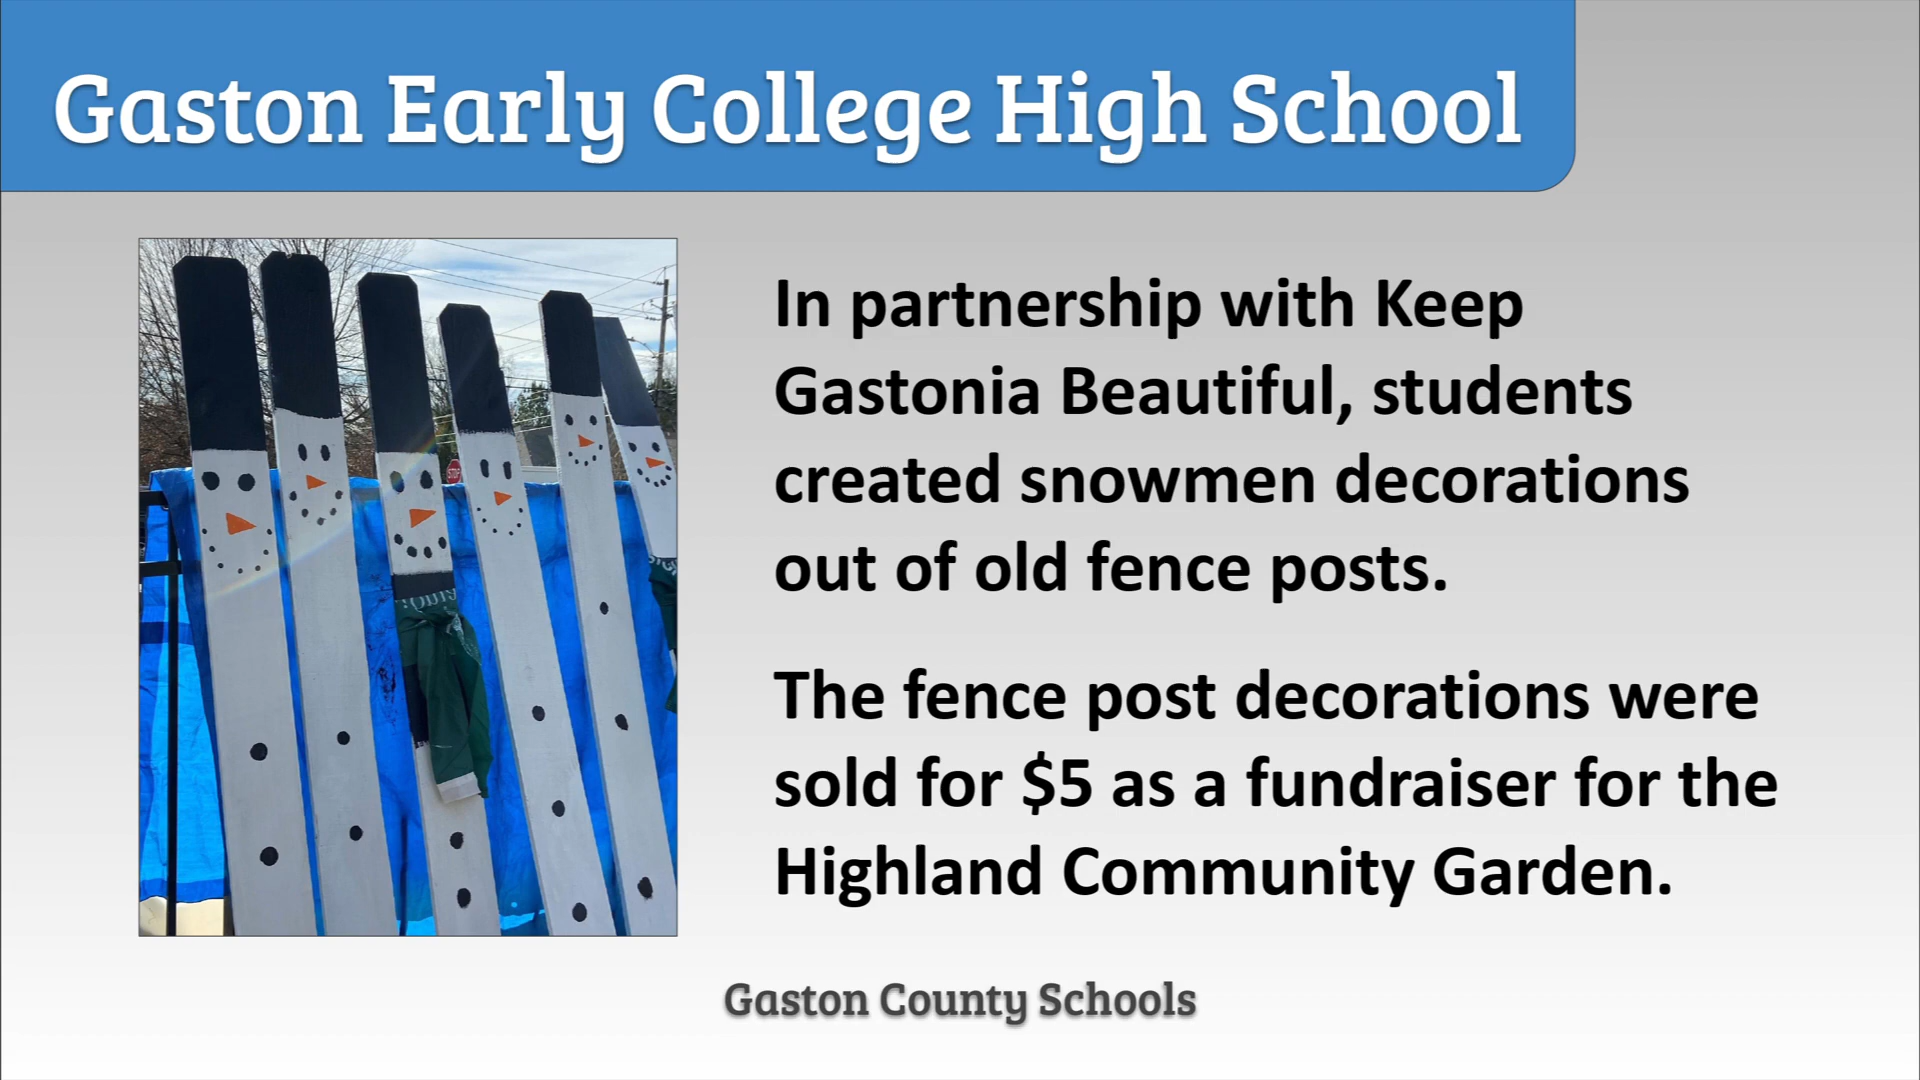 Gaston Early College High School
STOP
In partnership with Keep
Gastonia Beautiful, students
created snowmen decorations
out of old fence posts.
The fence post decorations were
sold for $5 as a fundraiser for the
Highland Community Garden.
Gaston County Schools